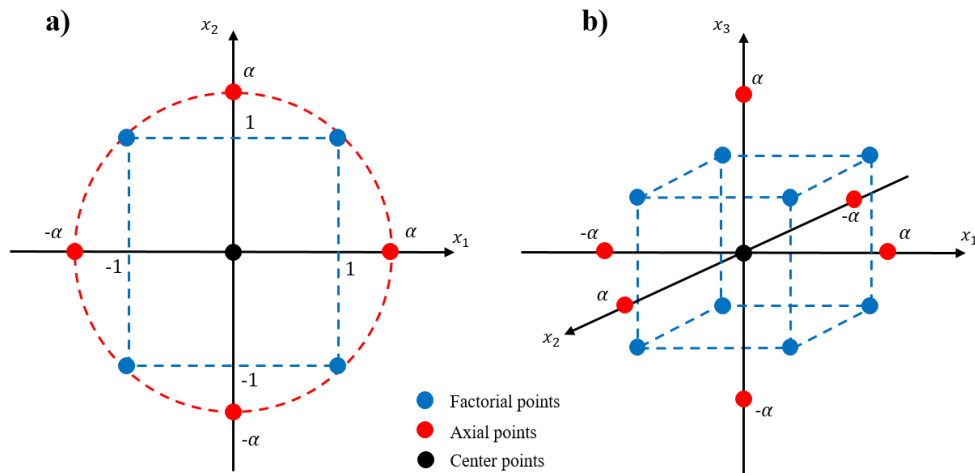 a)
x₂
α
1
-α
-1
1
α
x₁
-1
-α
b)
x₃
α
-α
-α
α
x₁
α
x₂
-α
Factorial points
Axial points
Center points